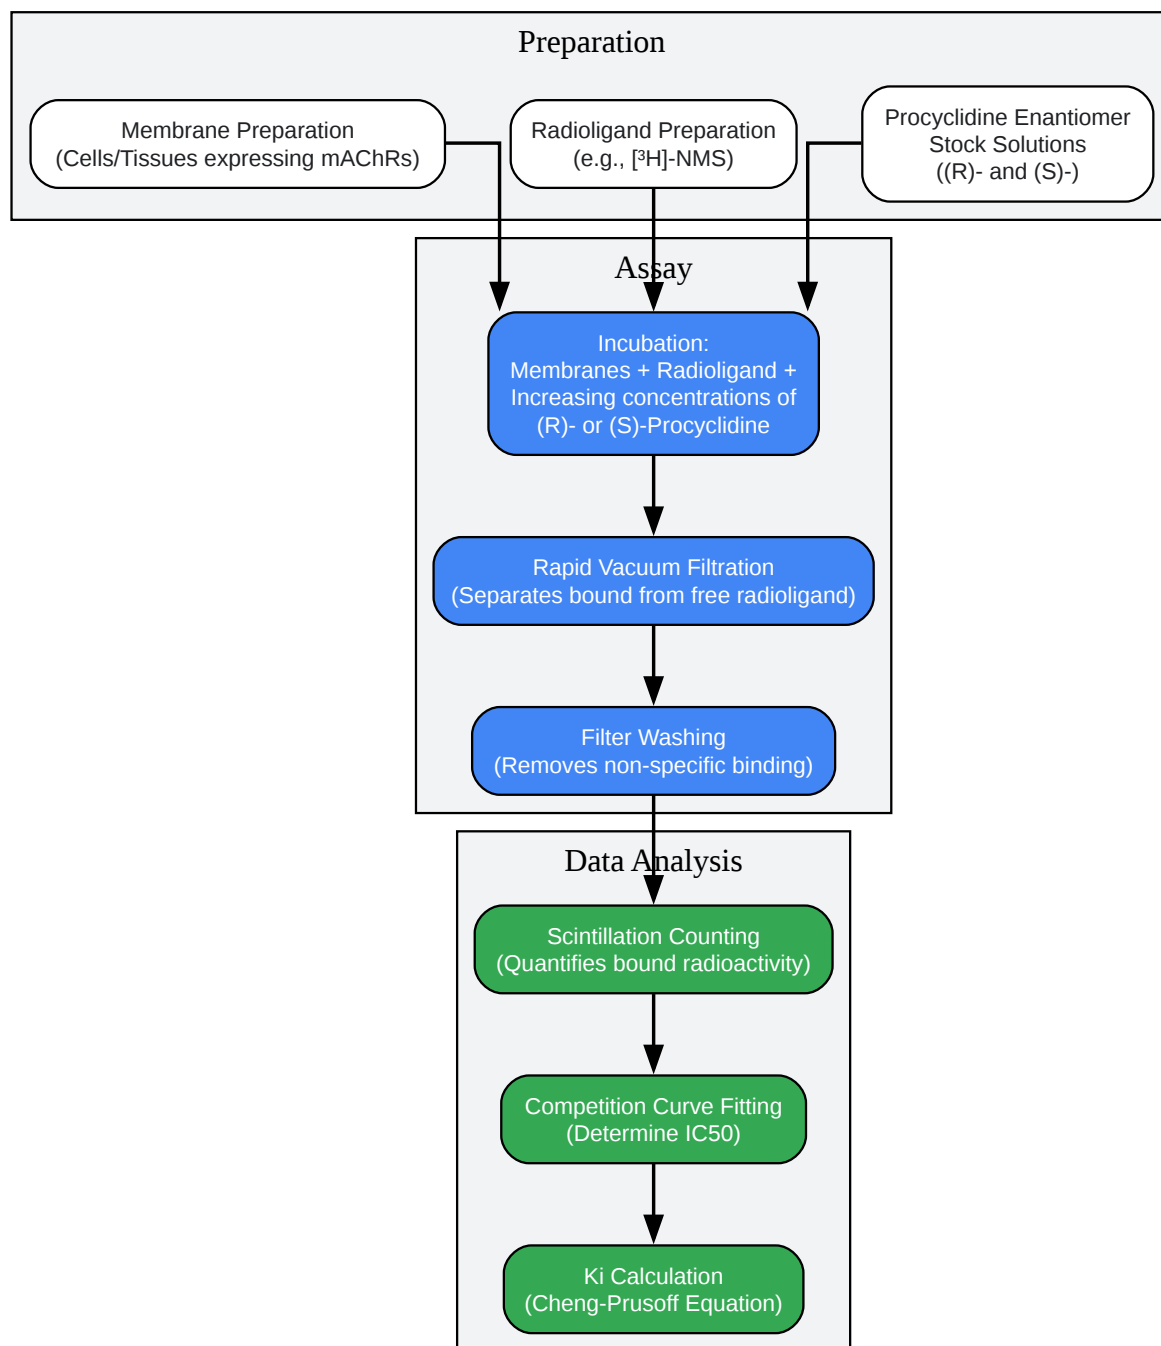 Preparation
Membrane Preparation
(Cells/Tissues expressing mAChRs)
Radioligand Preparation
(e.g., [³H]-NMS)
Procyclidine Enantiomer
Stock Solutions
((R)- and (S)-)
Assay
Incubation:
Membranes + Radioligand +
Increasing concentrations of
(R)- or (S)-Procyclidine
Rapid Vacuum Filtration
(Separates bound from free radioligand)
Filter Washing
(Removes non-specific binding)
Data Analysis
Scintillation Counting
(Quantifies bound radioactivity)
Competition Curve Fitting
(Determine IC50)
Ki Calculation
(Cheng-Prusoff Equation)